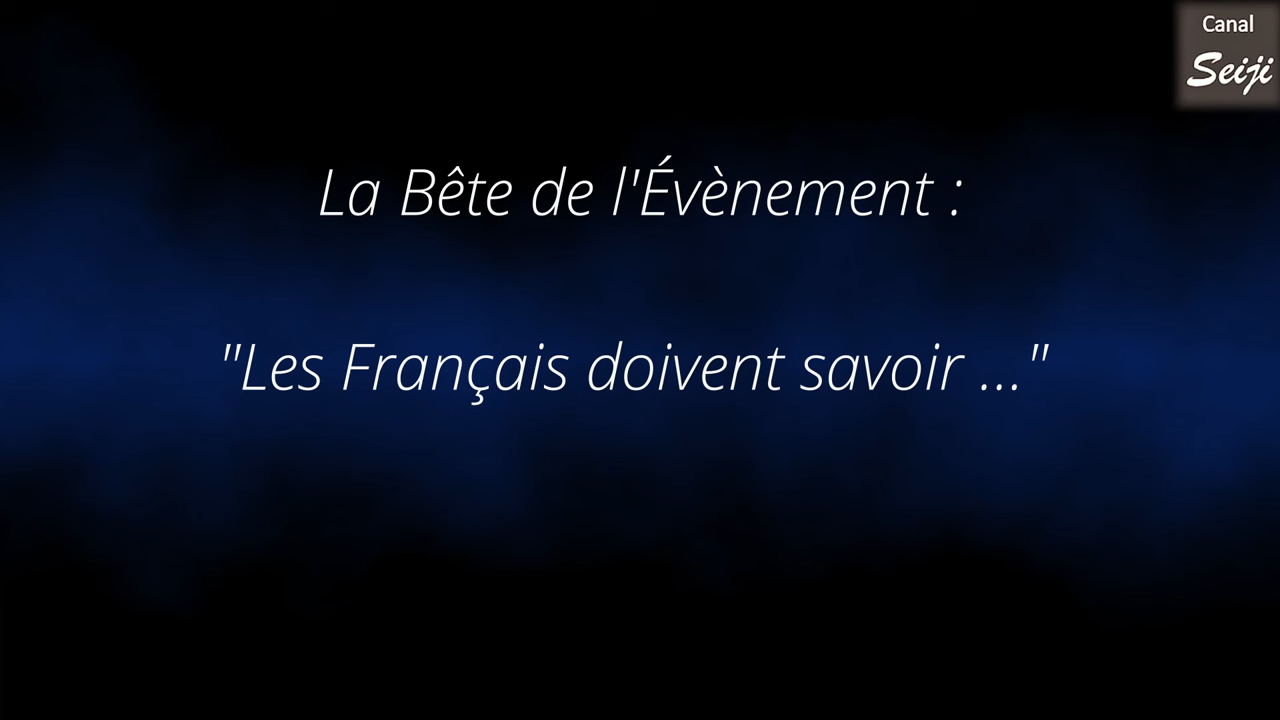 Canal
Seiji
La Bête de l'Évènement :
"Les Français doivent savoir ..."